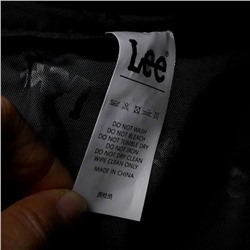 Lee
DO NOT WASH
DO NOT BLEACH
DO NOT TUMBLE DRY
DO NOT IRON
DO NOT DRY CLEAN
WIPE CLEAN ONLY
MADE IN CHINA